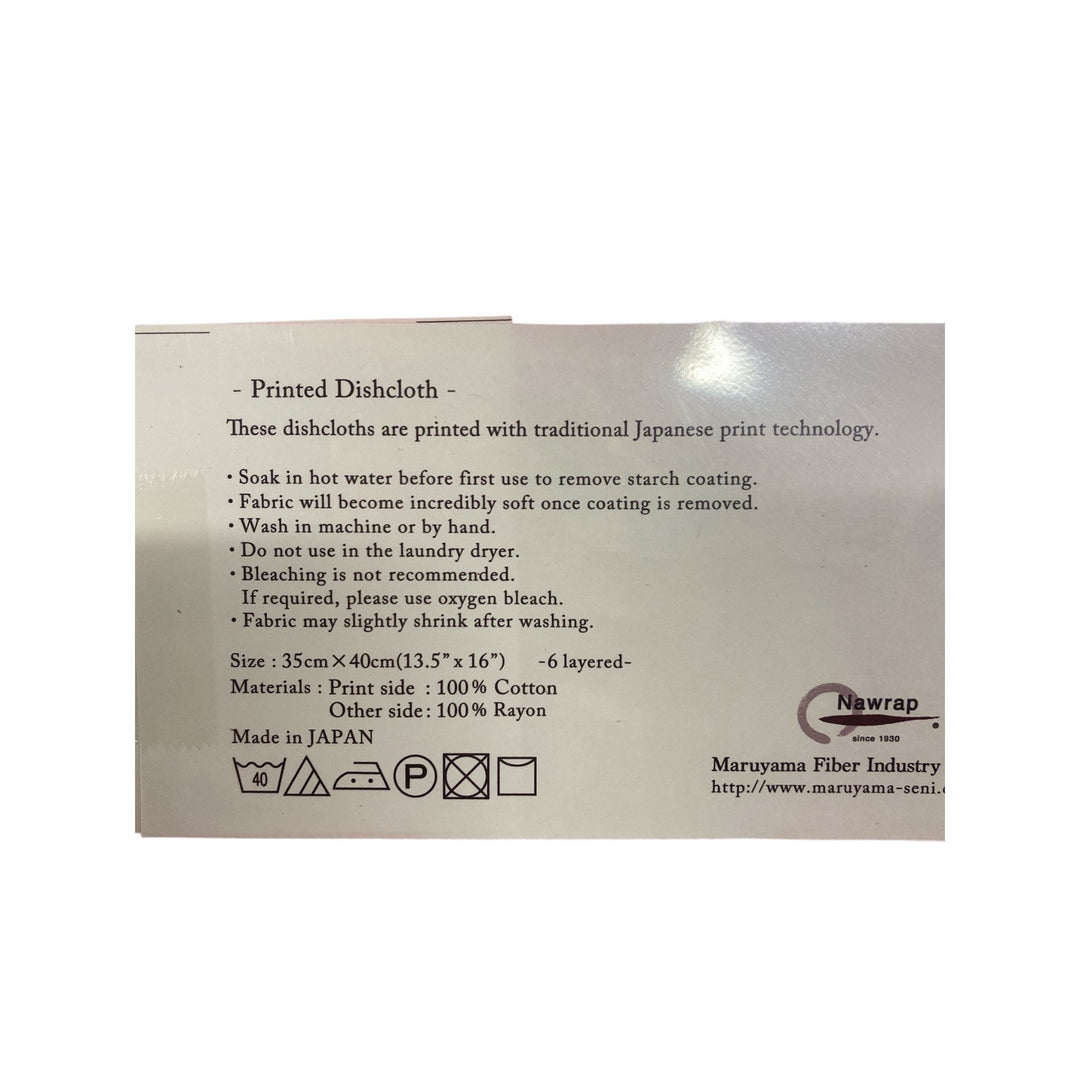 - Printed Dishcloth -
These dishcloths are printed with traditional Japanese print technology.
・Soak in hot water before first use to remove starch coating.
・Fabric will become incredibly soft once coating is removed.
・Wash in machine or by hand.
・Do not use in the laundry dryer.
・Bleaching is not recommended.
If required, please use oxygen bleach.
・Fabric may slightly shrink after washing.
Size : 35cm×40cm(13.5”x 16”) -6 layered-
Materials : Print side : 100% Cotton
Other side : 100% Rayon
Made in JAPAN
40 P
Nawrap ®
since 1930
Maruyama Fiber Industry
http://www.maruyama-seni.